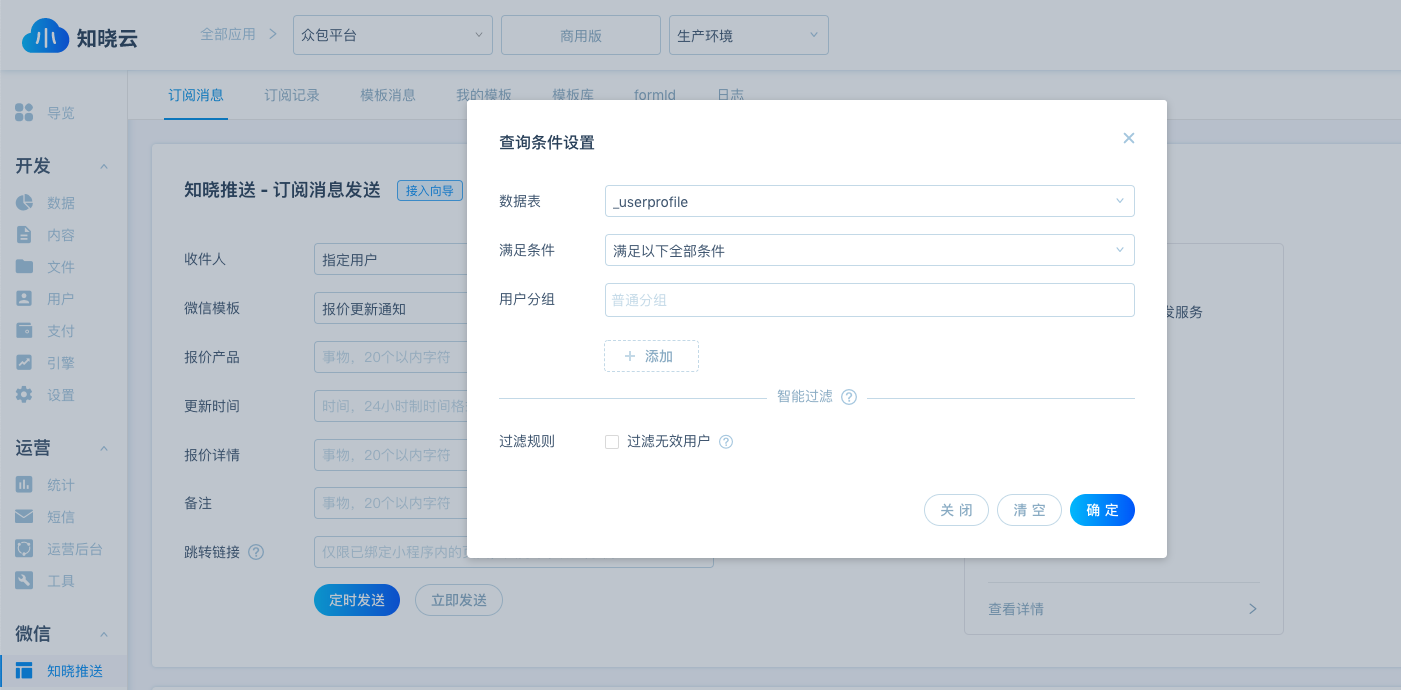 知晓云
全部应用
众包平台
商用版
生产环境
导览
开发
数据
内容
文件
用户
支付
引擎
设置
运营
统计
短信
运营后台
工具
微信
知晓推送
订阅消息 订阅记录 模板消息 我的模板 模板库 formId 日志
知晓推送 - 订阅消息发送 接入向导
收件人 指定用户
微信模板 报价更新通知
报价产品 事物，20个以内字符
更新时间 时间，24小时制时间格
报价详情 事物，20个以内字符
备注 事物，20个以内字符
跳转链接 ? 仅限已绑定小程序内的
定时发送 立即发送
查询条件设置
数据表 _userprofile
满足条件 满足以下全部条件
用户分组 普通分组
+ 添加
智能过滤 ?
过滤规则 过滤无效用户 ?
关闭 清空 确定
发服务
查看详情